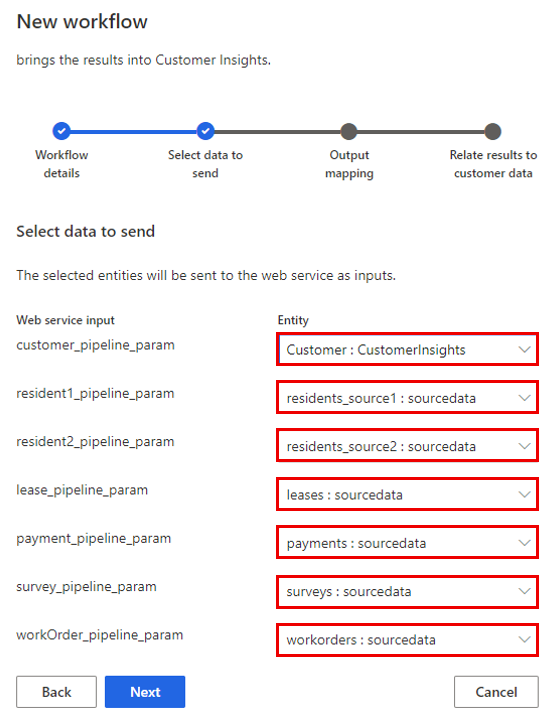 New workflow
brings the results into Customer Insights.
Workflow
details
Select data to
send
Output
mapping
Relate results to
customer data
Select data to send
The selected entities will be sent to the web service as inputs.
Web service input
Entity
customer_pipeline_param
Customer : CustomerInsights
resident1_pipeline_param
residents_source1 : sourcedata
resident2_pipeline_param
residents_source2 : sourcedata
lease_pipeline_param
leases : sourcedata
payment_pipeline_param
payments : sourcedata
survey_pipeline_param
surveys : sourcedata
workOrder_pipeline_param
workorders : sourcedata
Back
Next
Cancel